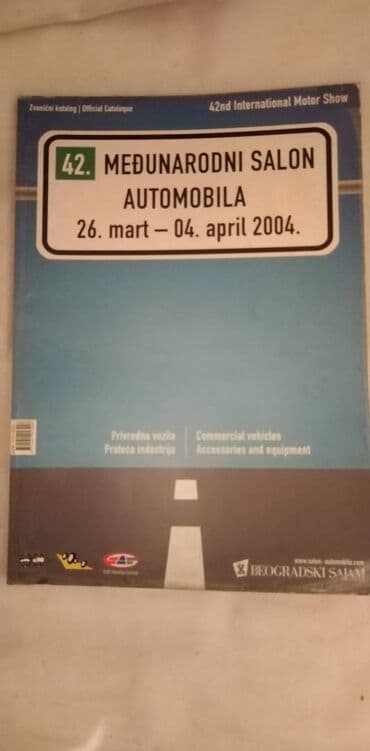 Zvanični katalog | Official Catalogue
42nd International Motor Show
42. MEĐUNARODNI SALON
AUTOMOBILA
26. mart – 04. april 2004.
Privredna vozila
Prateća industrija
Commercial vehicles
Accessories and equipment
www.salon-automobila.com
BEOGRADSKI SAJAM